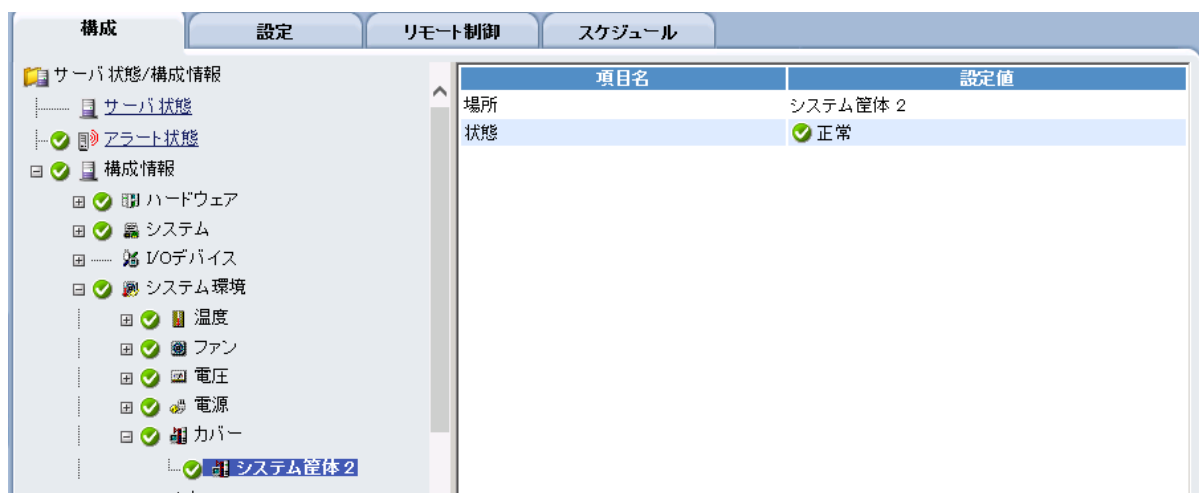 構成 設定 リモート制御 スケジュール
サーバ状態/構成情報
サーバ状態
アラート状態
構成情報
ハードウェア
システム
I/Oデバイス
システム環境
温度
ファン
電圧
電源
カバー
システム筐体 2
項目名 設定値
場所 システム筐体 2
状態 正常